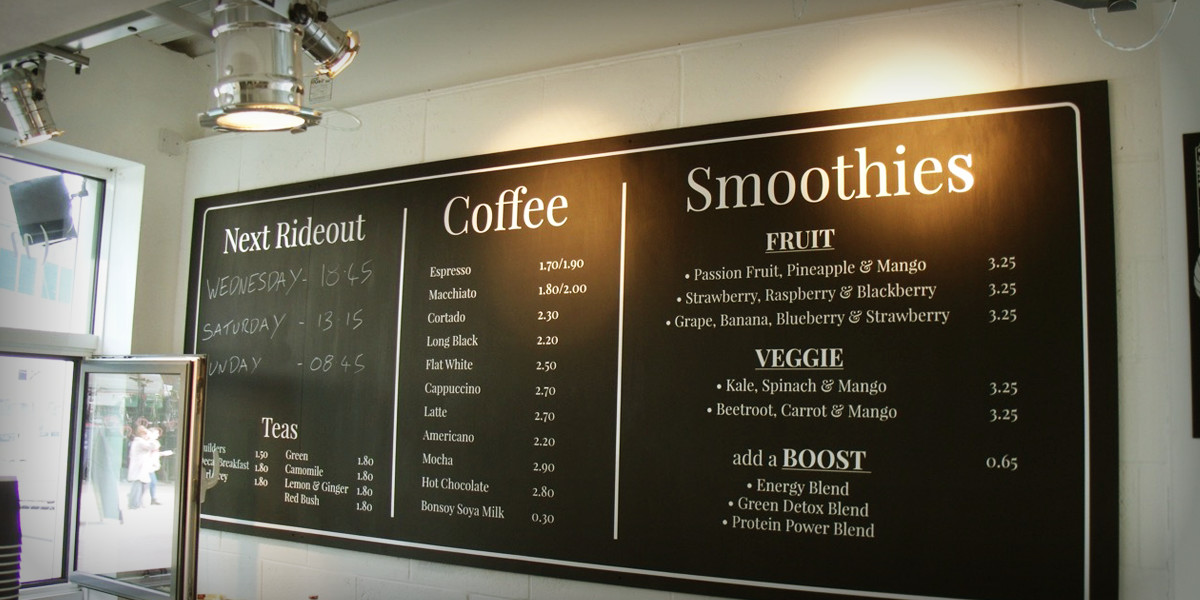 Next Rideout
WEDNESDAY - 18·45
SATURDAY - 13·15
UNDAY - 08·45
Teas
uilders 1.50
Deca Breakfast 1.80
1.80
Green 1.80
Camomile 1.80
Lemon & Ginger 1.80
Red Bush 1.80
Coffee
Espresso 1.70/1.90
Macchiato 1.80/2.00
Cortado 2.30
Long Black 2.20
Flat White 2.50
Cappuccino 2.70
Latte 2.70
Americano 2.20
Mocha 2.90
Hot Chocolate 2.80
Bonsoy Soya Milk 0.30
Smoothies
FRUIT
• Passion Fruit, Pineapple & Mango 3.25
• Strawberry, Raspberry & Blackberry 3.25
• Grape, Banana, Blueberry & Strawberry 3.25
VEGGIE
• Kale, Spinach & Mango 3.25
• Beetroot, Carrot & Mango 3.25
add a BOOST 0.65
• Energy Blend
• Green Detox Blend
• Protein Power Blend